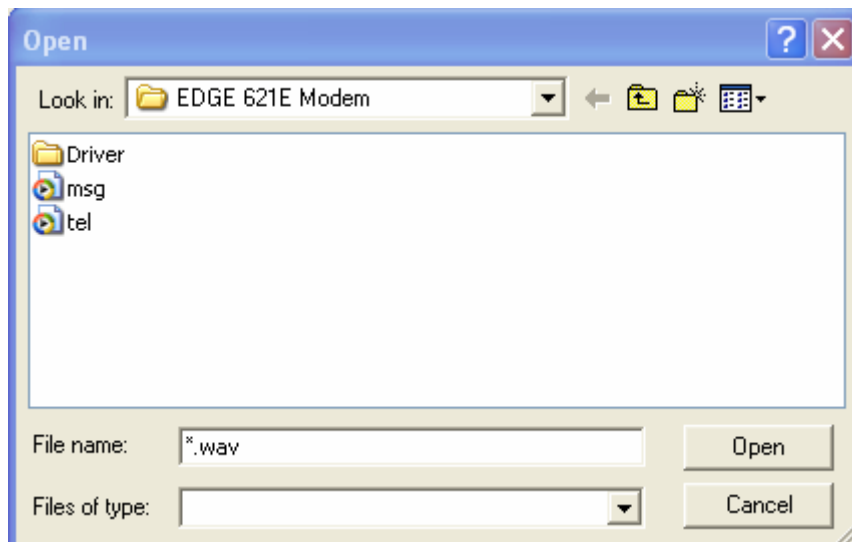 Open
Look in: EDGE 621E Modem
Driver
msg
tel
File name: *.wav Open
Files of type: Cancel